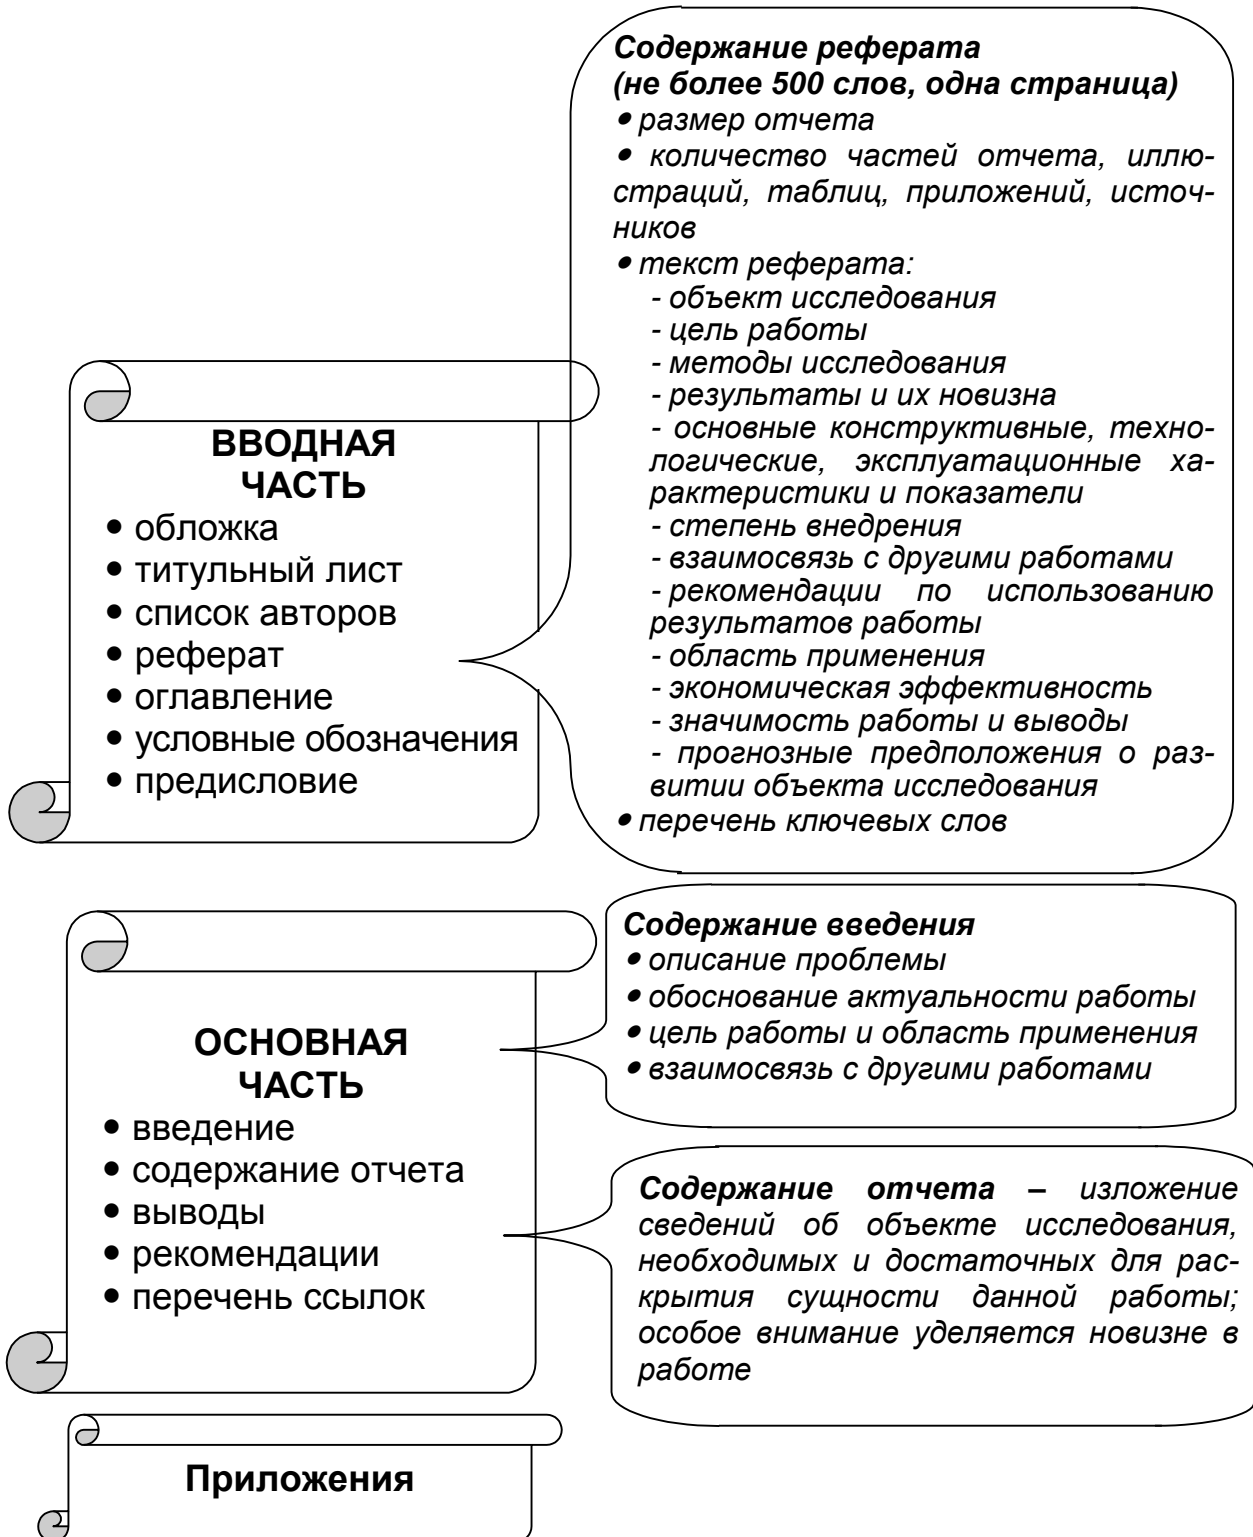 Содержание реферата
(не более 500 слов, одна страница)
• размер отчета
• количество частей отчета, иллю-
страций, таблиц, приложений, источ-
ников
• текст реферата:
- объект исследования
- цель работы
- методы исследования
- результаты и их новизна
- основные конструктивные, техно-
логические, эксплуатационные ха-
рактеристики и показатели
- степень внедрения
- взаимосвязь с другими работами
- рекомендации по использованию
результатов работы
- область применения
- экономическая эффективность
- значимость работы и выводы
- прогнозные предположения о раз-
витии объекта исследования
• перечень ключевых слов
ВВОДНАЯ
ЧАСТЬ
• обложка
• титульный лист
• список авторов
• реферат
• оглавление
• условные обозначения
• предисловие
Содержание введения
• описание проблемы
• обоснование актуальности работы
• цель работы и область применения
• взаимосвязь с другими работами
ОСНОВНАЯ
ЧАСТЬ
• введение
• содержание отчета
• выводы
• рекомендации
• перечень ссылок
Содержание отчета – изложение
сведений об объекте исследования,
необходимых и достаточных для рас-
крытия сущности данной работы;
особое внимание уделяется новизне в
работе
Приложения